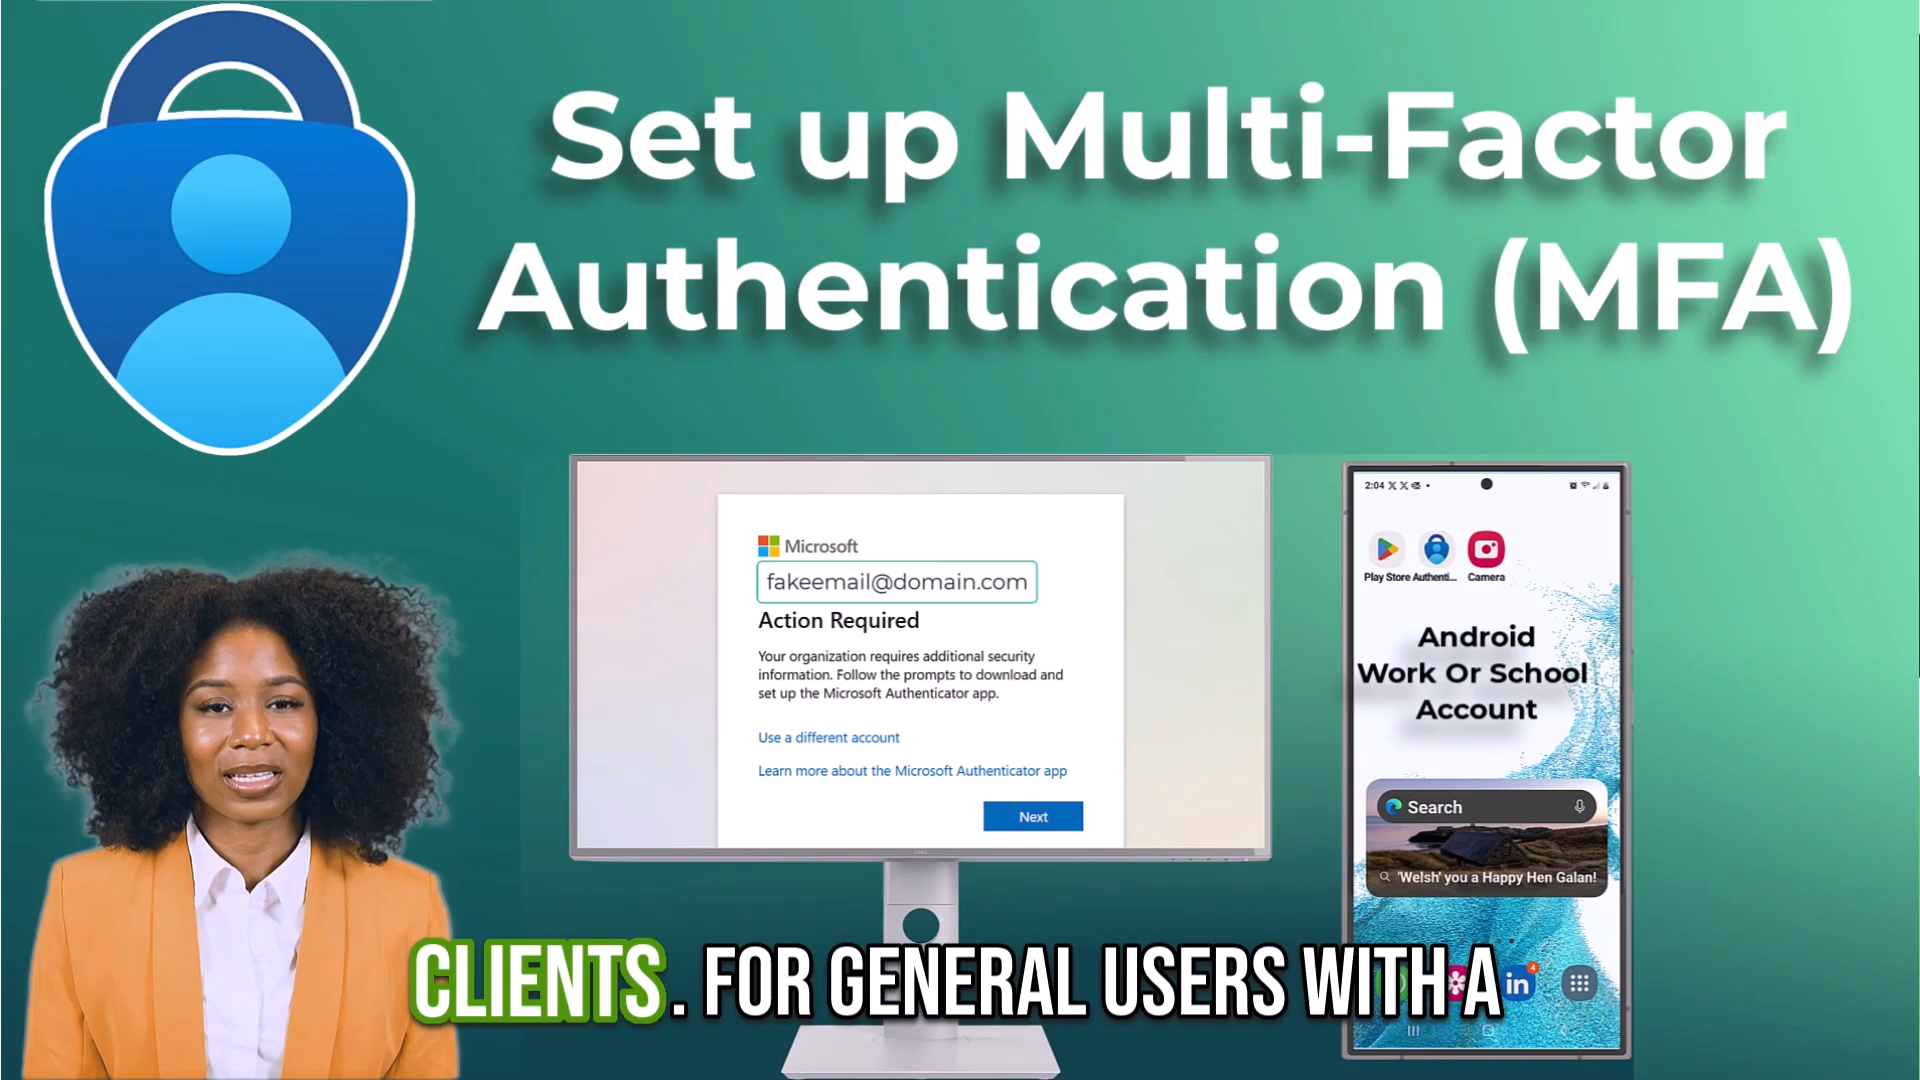 Set up Multi-Factor
Authentication (MFA)
Microsoft
fakeemail@domain.com
Action Required
Your organization requires additional security
information. Follow the prompts to download and
set up the Microsoft Authenticator app.
Use a different account
Learn more about the Microsoft Authenticator app
Next
2:04
Play Store Authenti... Camera
Android
Work Or School
Account
Search
'Welsh' you a Happy Hen Galan!
4
in
CLIENTS. FOR GENERAL USERS WITH A